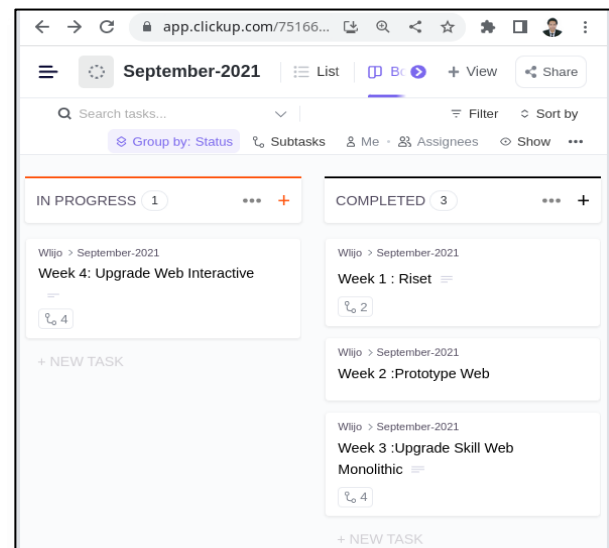 app.clickup.com/75166...
September-2021
List
B
+ View
Share
Search tasks...
Filter
Sort by
Group by: Status
Subtasks
Me · Assignees
Show
IN PROGRESS 1
Wlijo > September-2021
Week 4: Upgrade Web Interactive
4
+ NEW TASK
COMPLETED 3
Wlijo > September-2021
Week 1 : Riset
2
Wlijo > September-2021
Week 2 :Prototype Web
Wlijo > September-2021
Week 3 :Upgrade Skill Web
Monolithic
4
+ NEW TASK